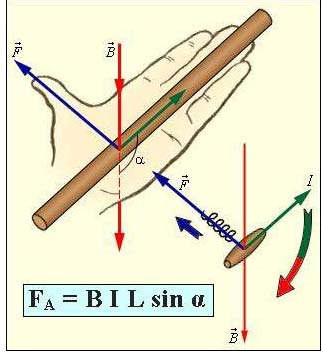 F⃗
B⃗
α
F⃗
I
F_A = B I L sin α
B⃗